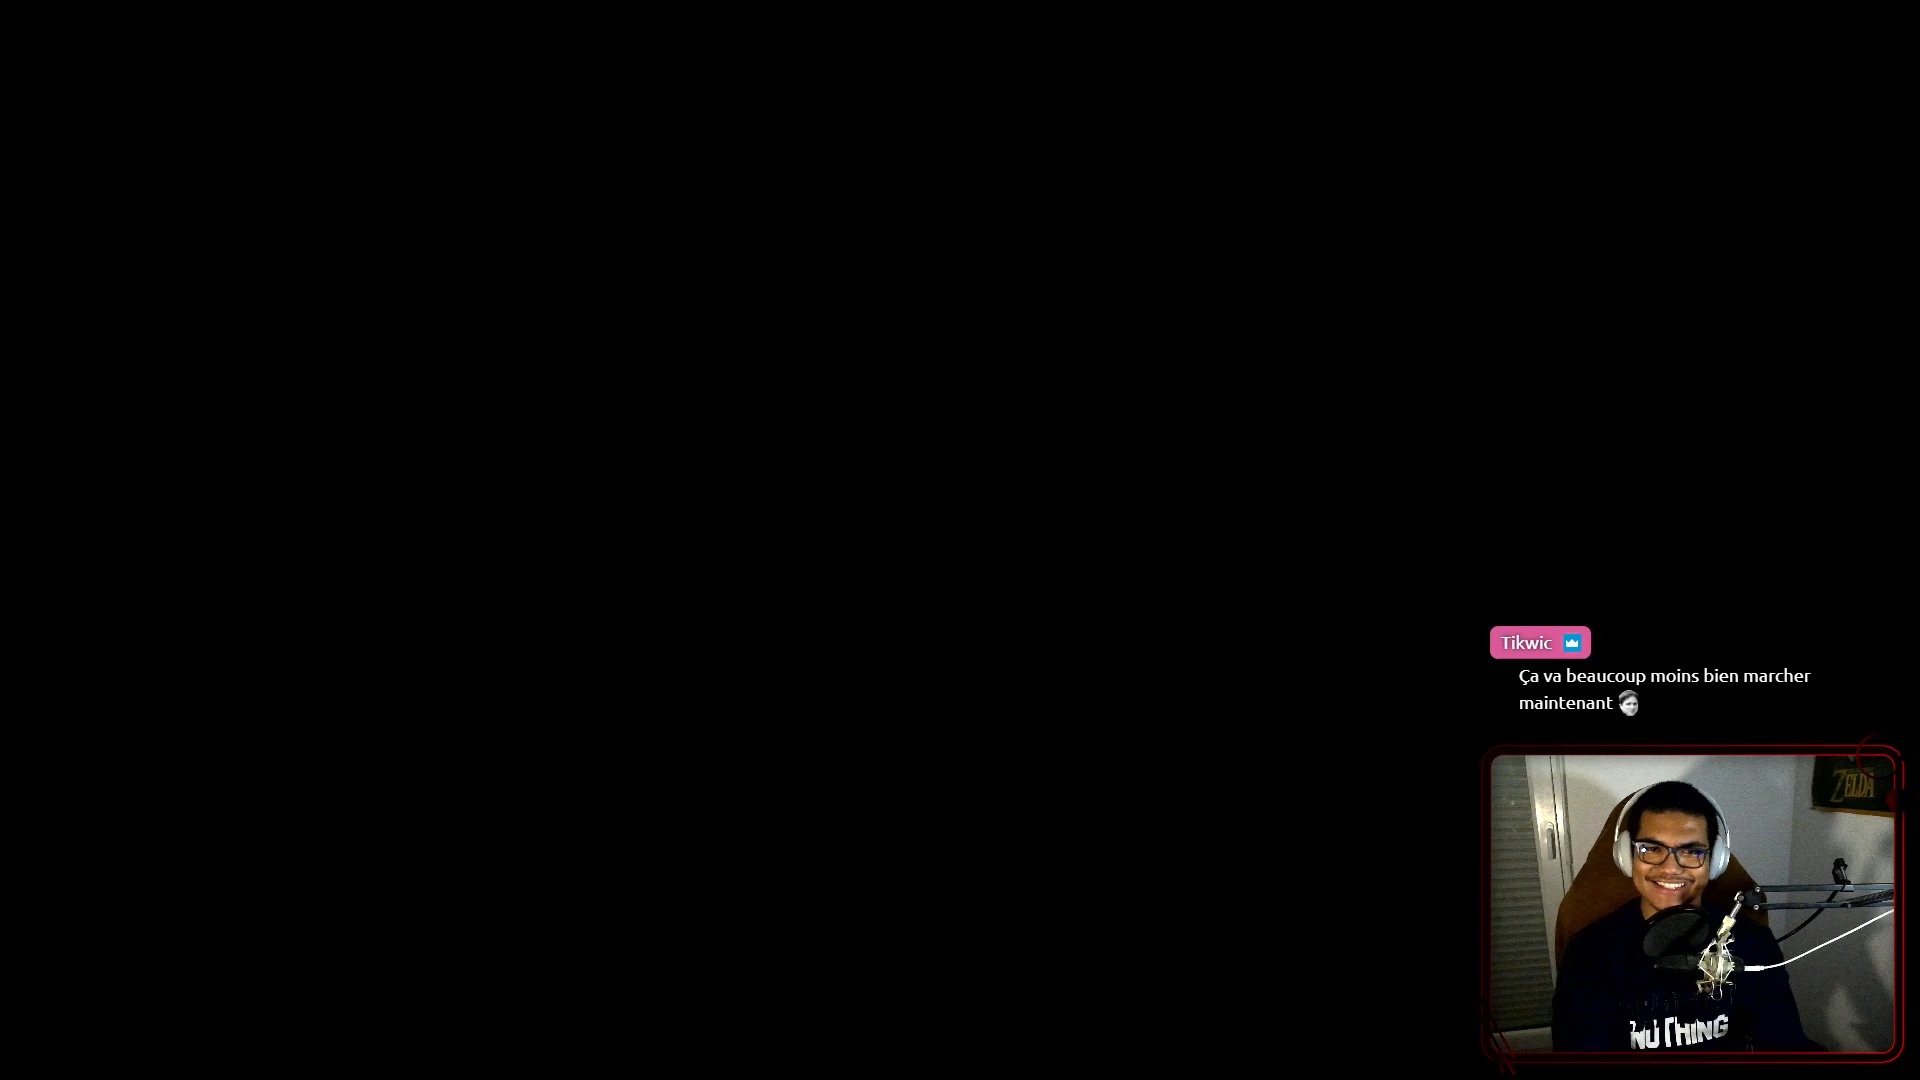 Tikwic
Ça va beaucoup moins bien marcher
maintenant
ZELDA
NOTHING